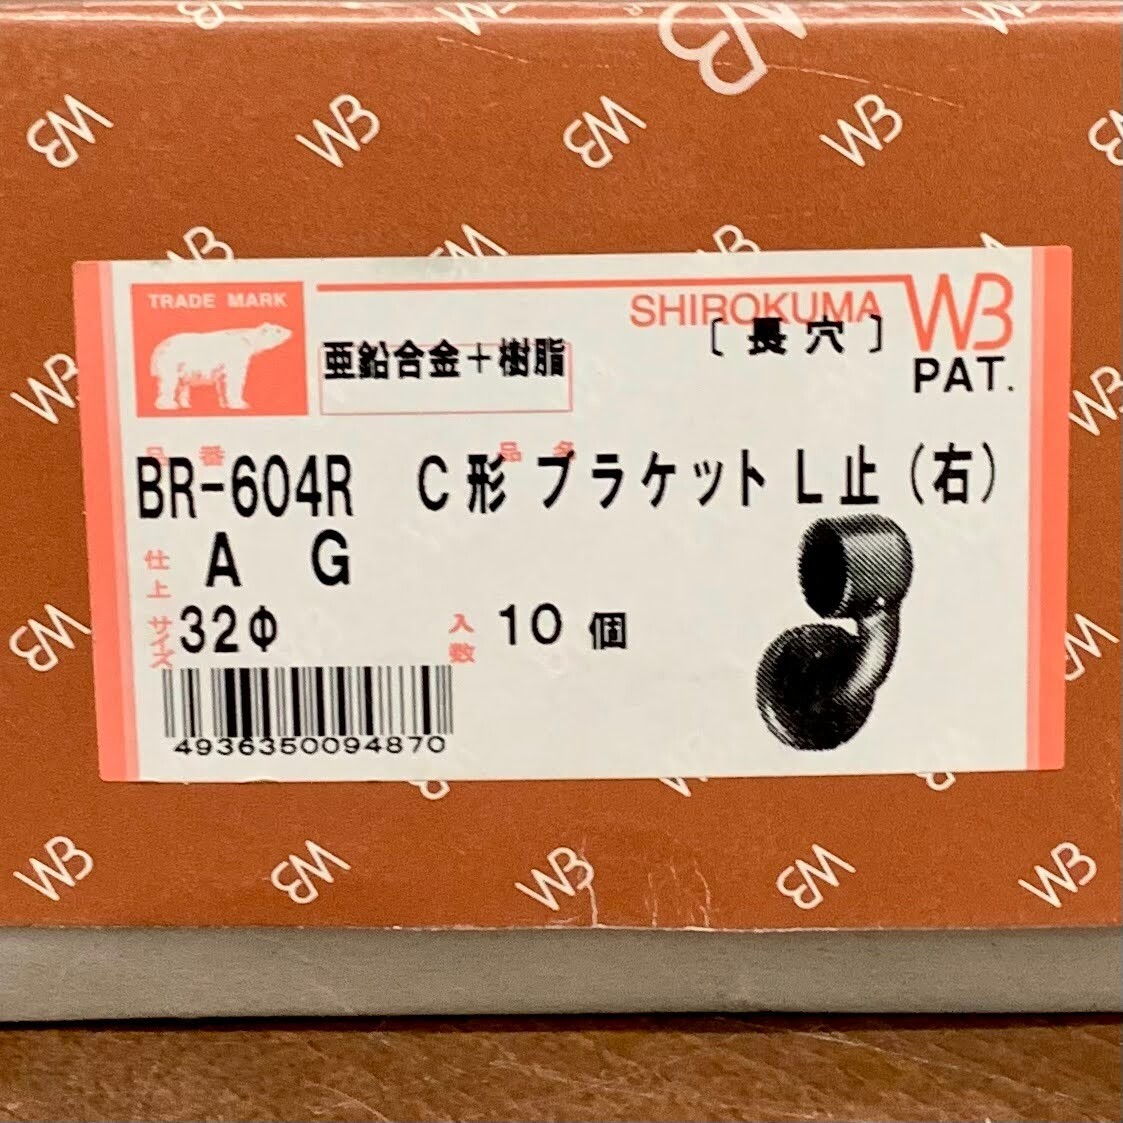 TRADE MARK
SHIROKUMA WB
亜鉛合金+樹脂
[長穴]
PAT.
品番 品名
BR-604R C形ブラケットL止(右)
仕上 A G
サイズ 32Φ 入数 10個
4936350094870